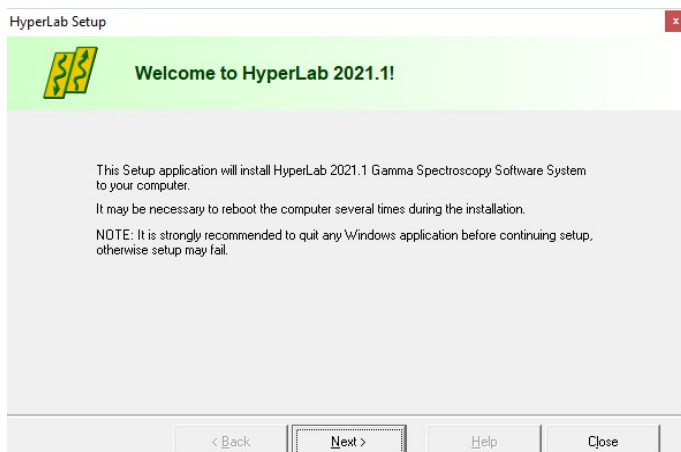 HyperLab Setup
x
Welcome to HyperLab 2021.1!
This Setup application will install HyperLab 2021.1 Gamma Spectroscopy Software System
to your computer.
It may be necessary to reboot the computer several times during the installation.
NOTE: It is strongly recommended to quit any Windows application before continuing setup,
otherwise setup may fail.
< Back Next > Help Close